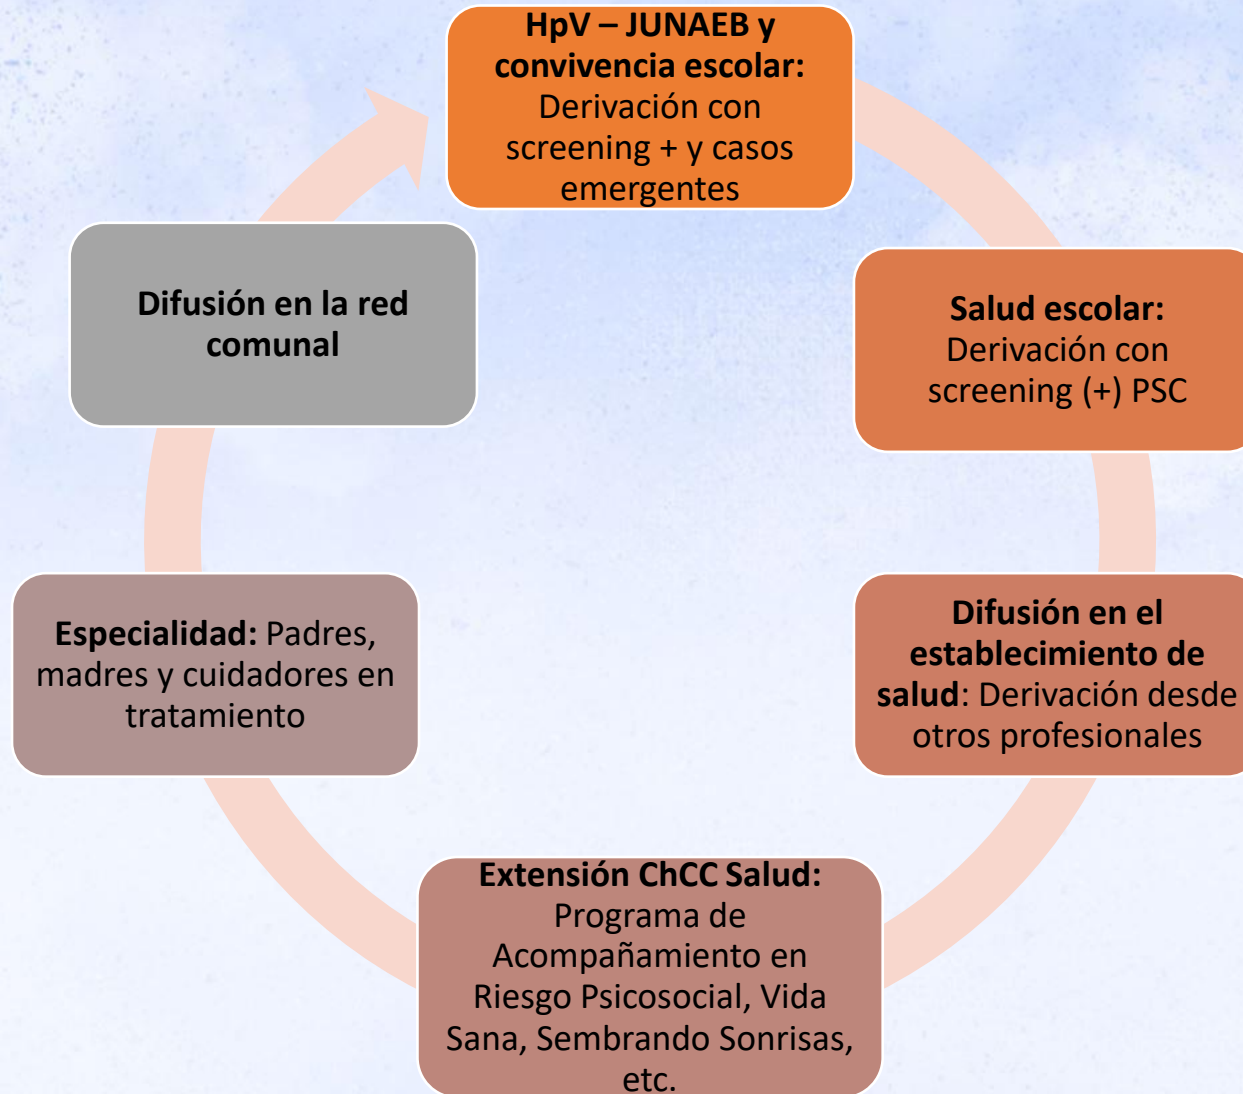 HpV – JUNAEB y
convivencia escolar:
Derivación con
screening + y casos
emergentes
Salud escolar:
Derivación con
screening (+) PSC
Difusión en el
establecimiento de
salud: Derivación desde
otros profesionales
Extensión ChCC Salud:
Programa de
Acompañamiento en
Riesgo Psicosocial, Vida
Sana, Sembrando Sonrisas,
etc.
Especialidad: Padres,
madres y cuidadores en
tratamiento
Difusión en la red
comunal